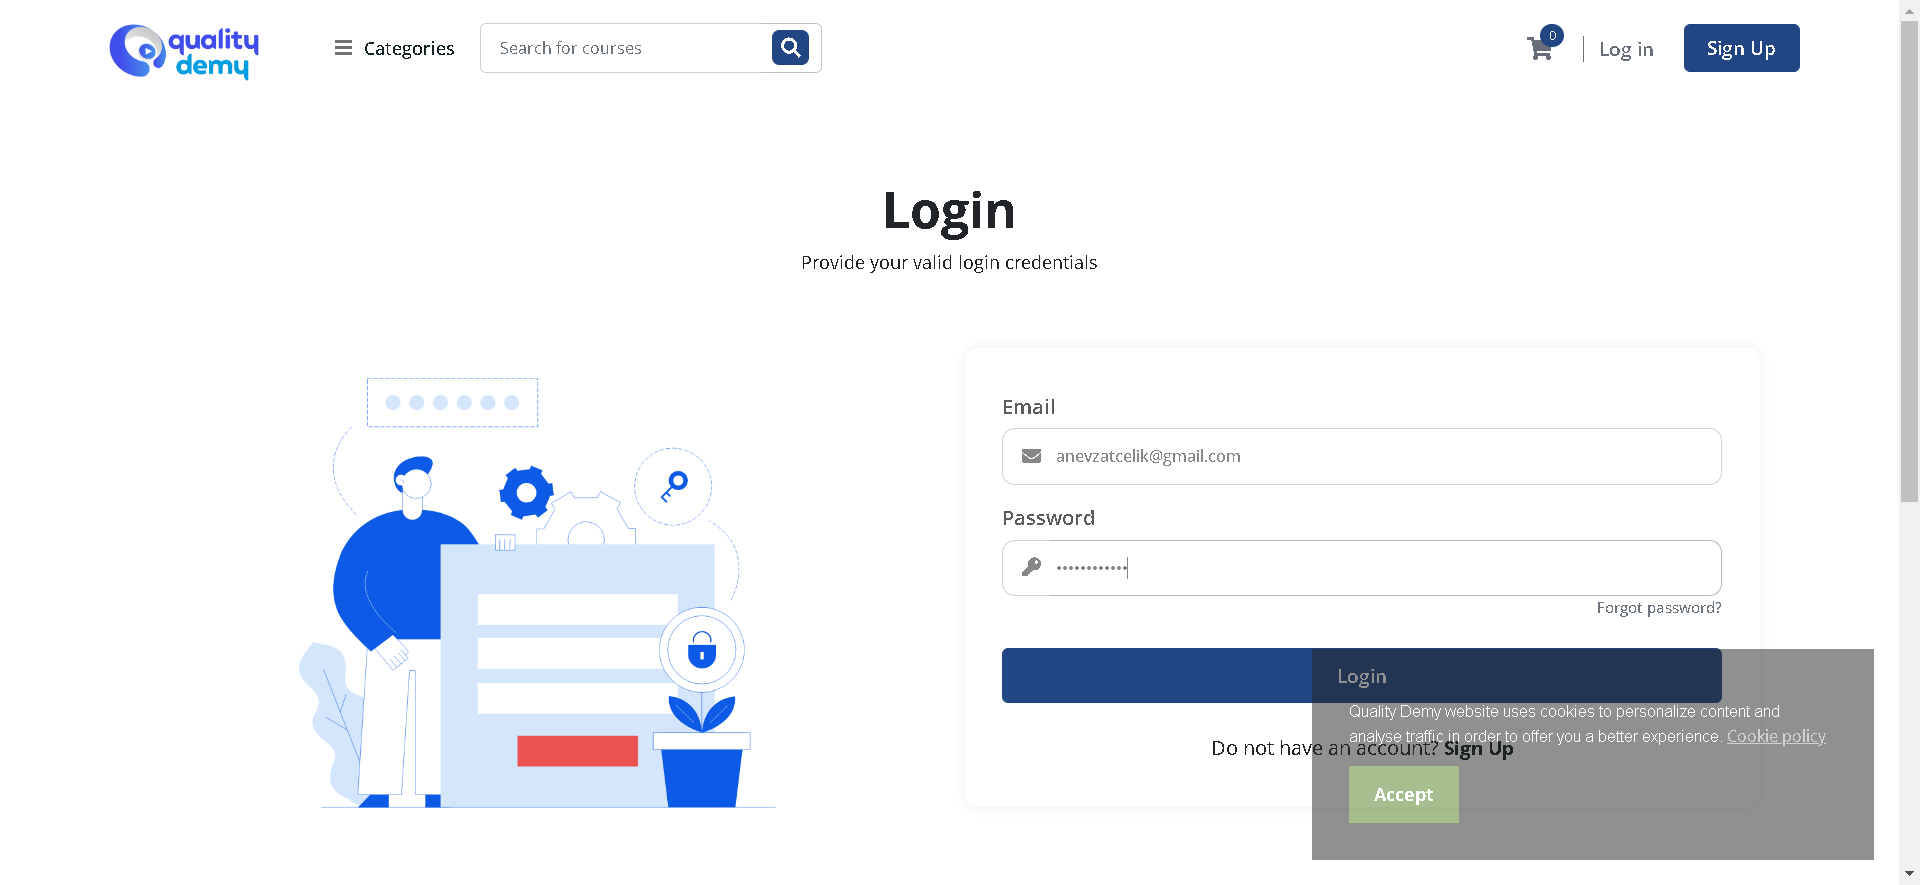 quality
demy
Categories
Search for courses
0
Log in
Sign Up
Login
Provide your valid login credentials
Email
anevzatcelik@gmail.com
Password
••••••••••••
Forgot password?
Login
Do not have an account? Sign Up
Quality Demy website uses cookies to personalize content and
analyse traffic in order to offer you a better experience. Cookie policy
Accept